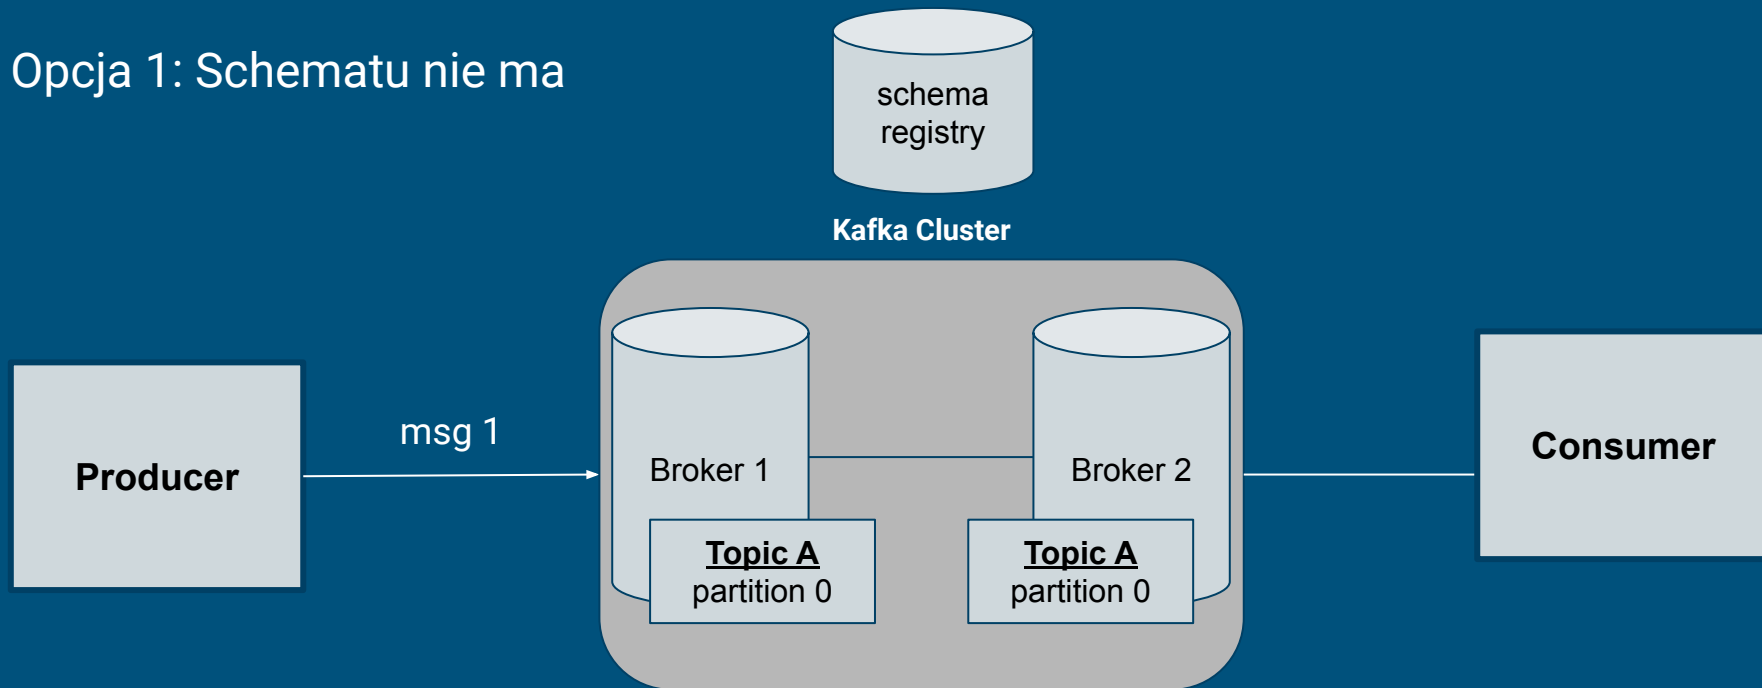 Opcja 1: Schematu nie ma
schema
registry
Kafka Cluster
Producer
msg 1
Broker 1
Broker 2
Consumer
Topic A
partition 0
Topic A
partition 0